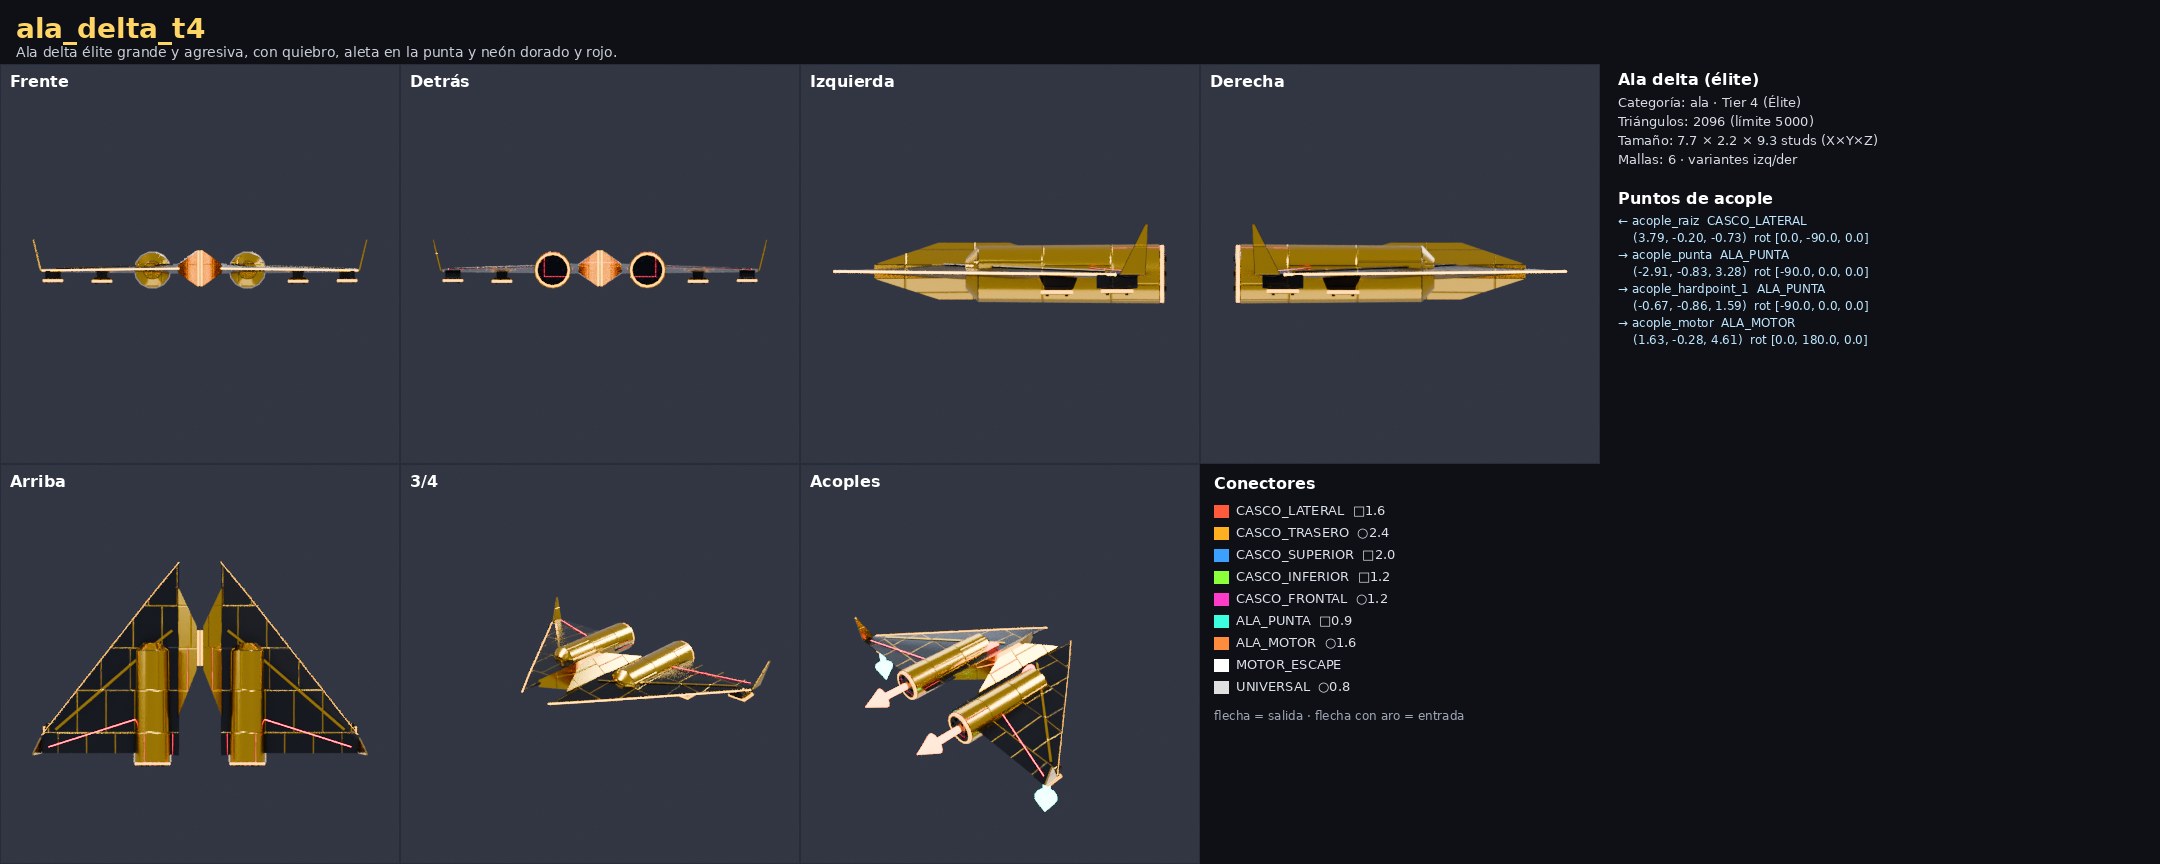 ala_delta_t4
Ala delta élite grande y agresiva, con quiebro, aleta en la punta y neón dorado y rojo.
Frente
Detrás
Izquierda
Derecha
Ala delta (élite)
Categoría: ala · Tier 4 (Élite)
Triángulos: 2096 (límite 5000)
Tamaño: 7.7 × 2.2 × 9.3 studs (X×Y×Z)
Mallas: 6 · variantes izq/der
Puntos de acople
← acople_raiz CASCO_LATERAL
(3.79, -0.20, -0.73) rot [0.0, -90.0, 0.0]
→ acople_punta ALA_PUNTA
(-2.91, -0.83, 3.28) rot [-90.0, 0.0, 0.0]
→ acople_hardpoint_1 ALA_PUNTA
(-0.67, -0.86, 1.59) rot [-90.0, 0.0, 0.0]
→ acople_motor ALA_MOTOR
(1.63, -0.28, 4.61) rot [0.0, 180.0, 0.0]
Arriba
3/4
Acoples
Conectores
CASCO_LATERAL □1.6
CASCO_TRASERO ○2.4
CASCO_SUPERIOR □2.0
CASCO_INFERIOR □1.2
CASCO_FRONTAL ○1.2
ALA_PUNTA □0.9
ALA_MOTOR ○1.6
MOTOR_ESCAPE
UNIVERSAL ○0.8
flecha = salida · flecha con aro = entrada